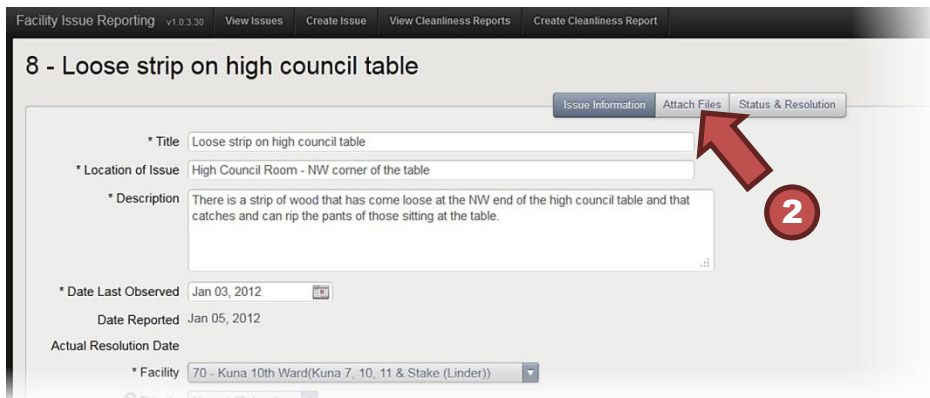 Facility Issue Reporting v1.0.3.30 View Issues Create Issue View Cleanliness Reports Create Cleanliness Report
8 - Loose strip on high council table
Issue Information Attach Files Status & Resolution
* Title Loose strip on high council table
* Location of Issue High Council Room - NW corner of the table
* Description There is a strip of wood that has come loose at the NW end of the high council table and that
catches and can rip the pants of those sitting at the table.
2
* Date Last Observed Jan 03, 2012
Date Reported Jan 05, 2012
Actual Resolution Date
* Facility 70 - Kuna 10th Ward(Kuna 7, 10, 11 & Stake (Linder))